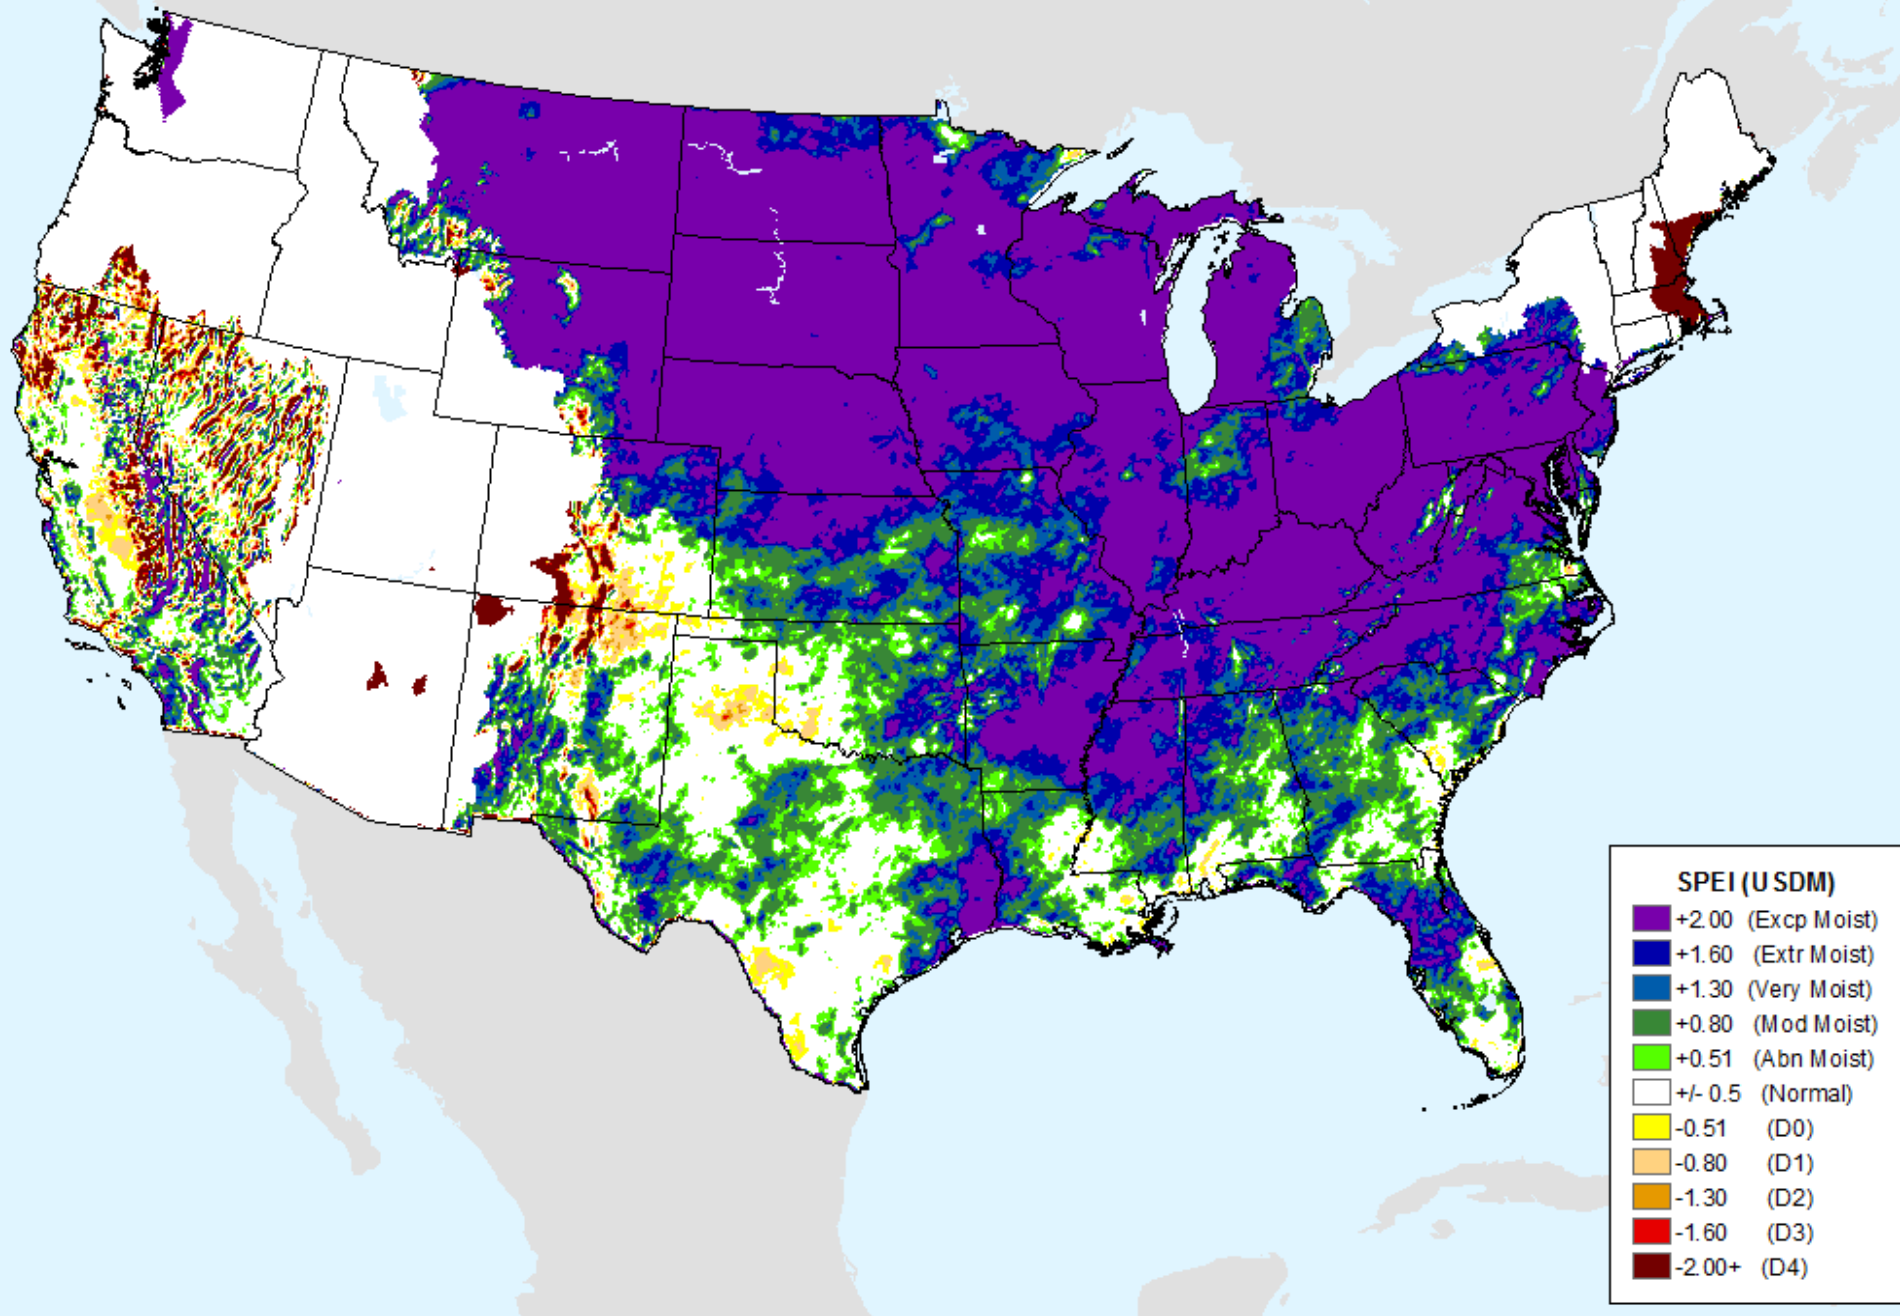 SPEI (USDM)
+2.00 (Excp Moist)
+1.60 (Extr Moist)
+1.30 (Very Moist)
+0.80 (Mod Moist)
+0.51 (Abn Moist)
+/- 0.5 (Normal)
-0.51 (D0)
-0.80 (D1)
-1.30 (D2)
-1.60 (D3)
-2.00+ (D4)